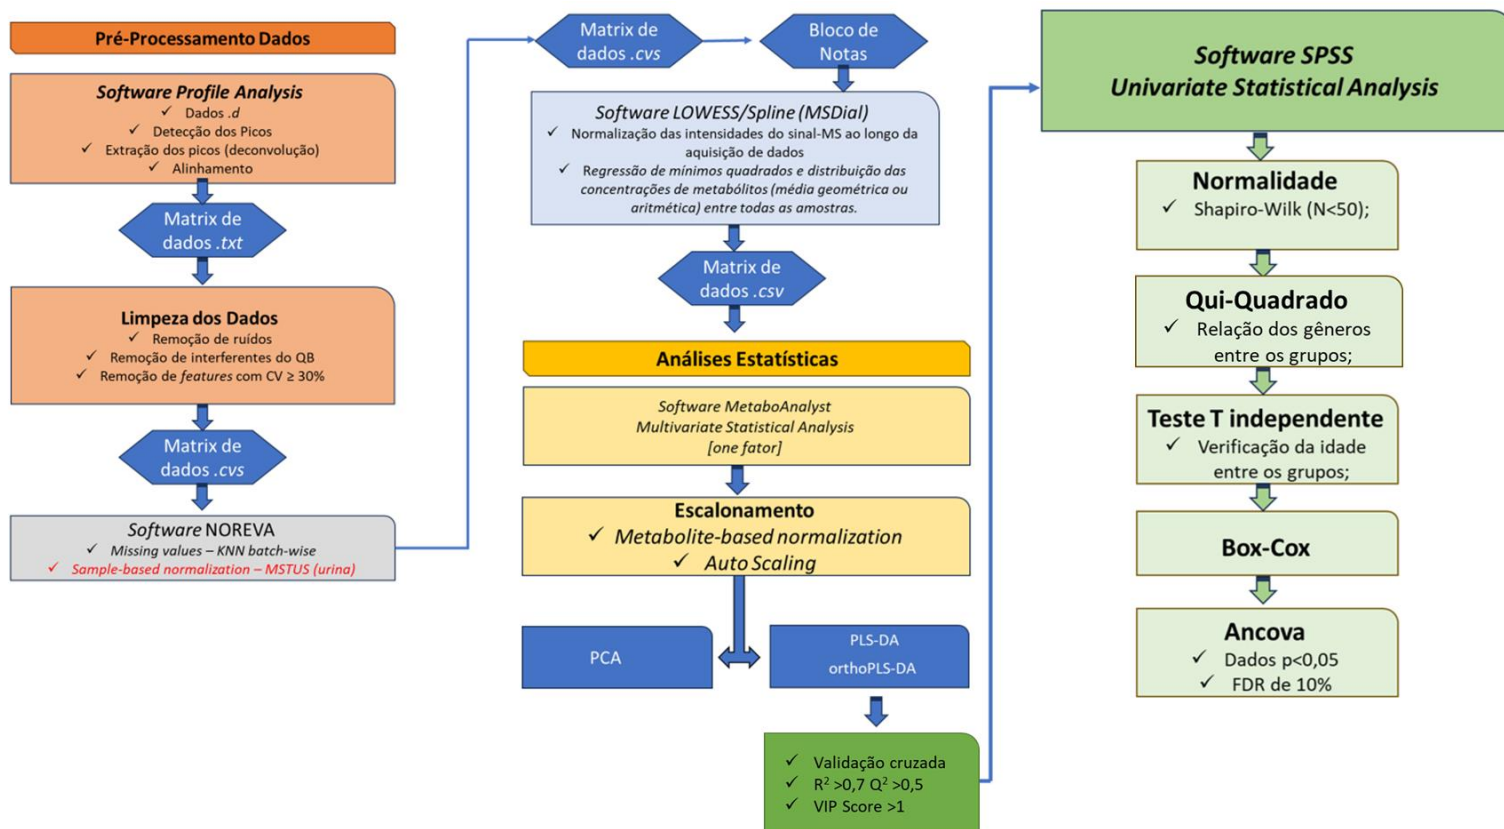 Pré-Processamento Dados
Software Profile Analysis
✓ Dados .d
✓ Detecção dos Picos
✓ Extração dos picos (deconvolução)
✓ Alinhamento
Matrix de
dados .txt
Limpeza dos Dados
✓ Remoção de ruídos
✓ Remoção de interferentes do QB
✓ Remoção de features com CV ≥ 30%
Matrix de
dados .cvs
Software NOREVA
✓ Missing values – KNN batch-wise
✓ Sample-based normalization – MSTUS (urina)
Matrix de
dados .cvs
Bloco de
Notas
Software LOWESS/Spline (MSDial)
✓ Normalização das intensidades do sinal-MS ao longo da
aquisição de dados
✓ Regressão de mínimos quadrados e distribuição das
concentrações de metabólitos (média geométrica ou
aritmética) entre todas as amostras.
Matrix de
dados .csv
Análises Estatísticas
Software MetaboAnalyst
Multivariate Statistical Analysis
[one fator]
Escalonamento
✓ Metabolite-based normalization
✓ Auto Scaling
PCA
PLS-DA
orthoPLS-DA
✓ Validação cruzada
✓ R² >0,7 Q² >0,5
✓ VIP Score >1
Software SPSS
Univariate Statistical Analysis
Normalidade
✓ Shapiro-Wilk (N<50);
Qui-Quadrado
✓ Relação dos gêneros
entre os grupos;
Teste T independente
✓ Verificação da idade
entre os grupos;
Box-Cox
Ancova
✓ Dados p<0,05
✓ FDR de 10%